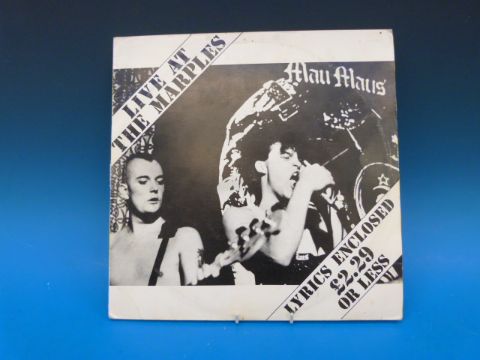 LIVE AT
THE MARPLES
Mau Maus
LYRICS ENCLOSED
£2.29
OR LESS